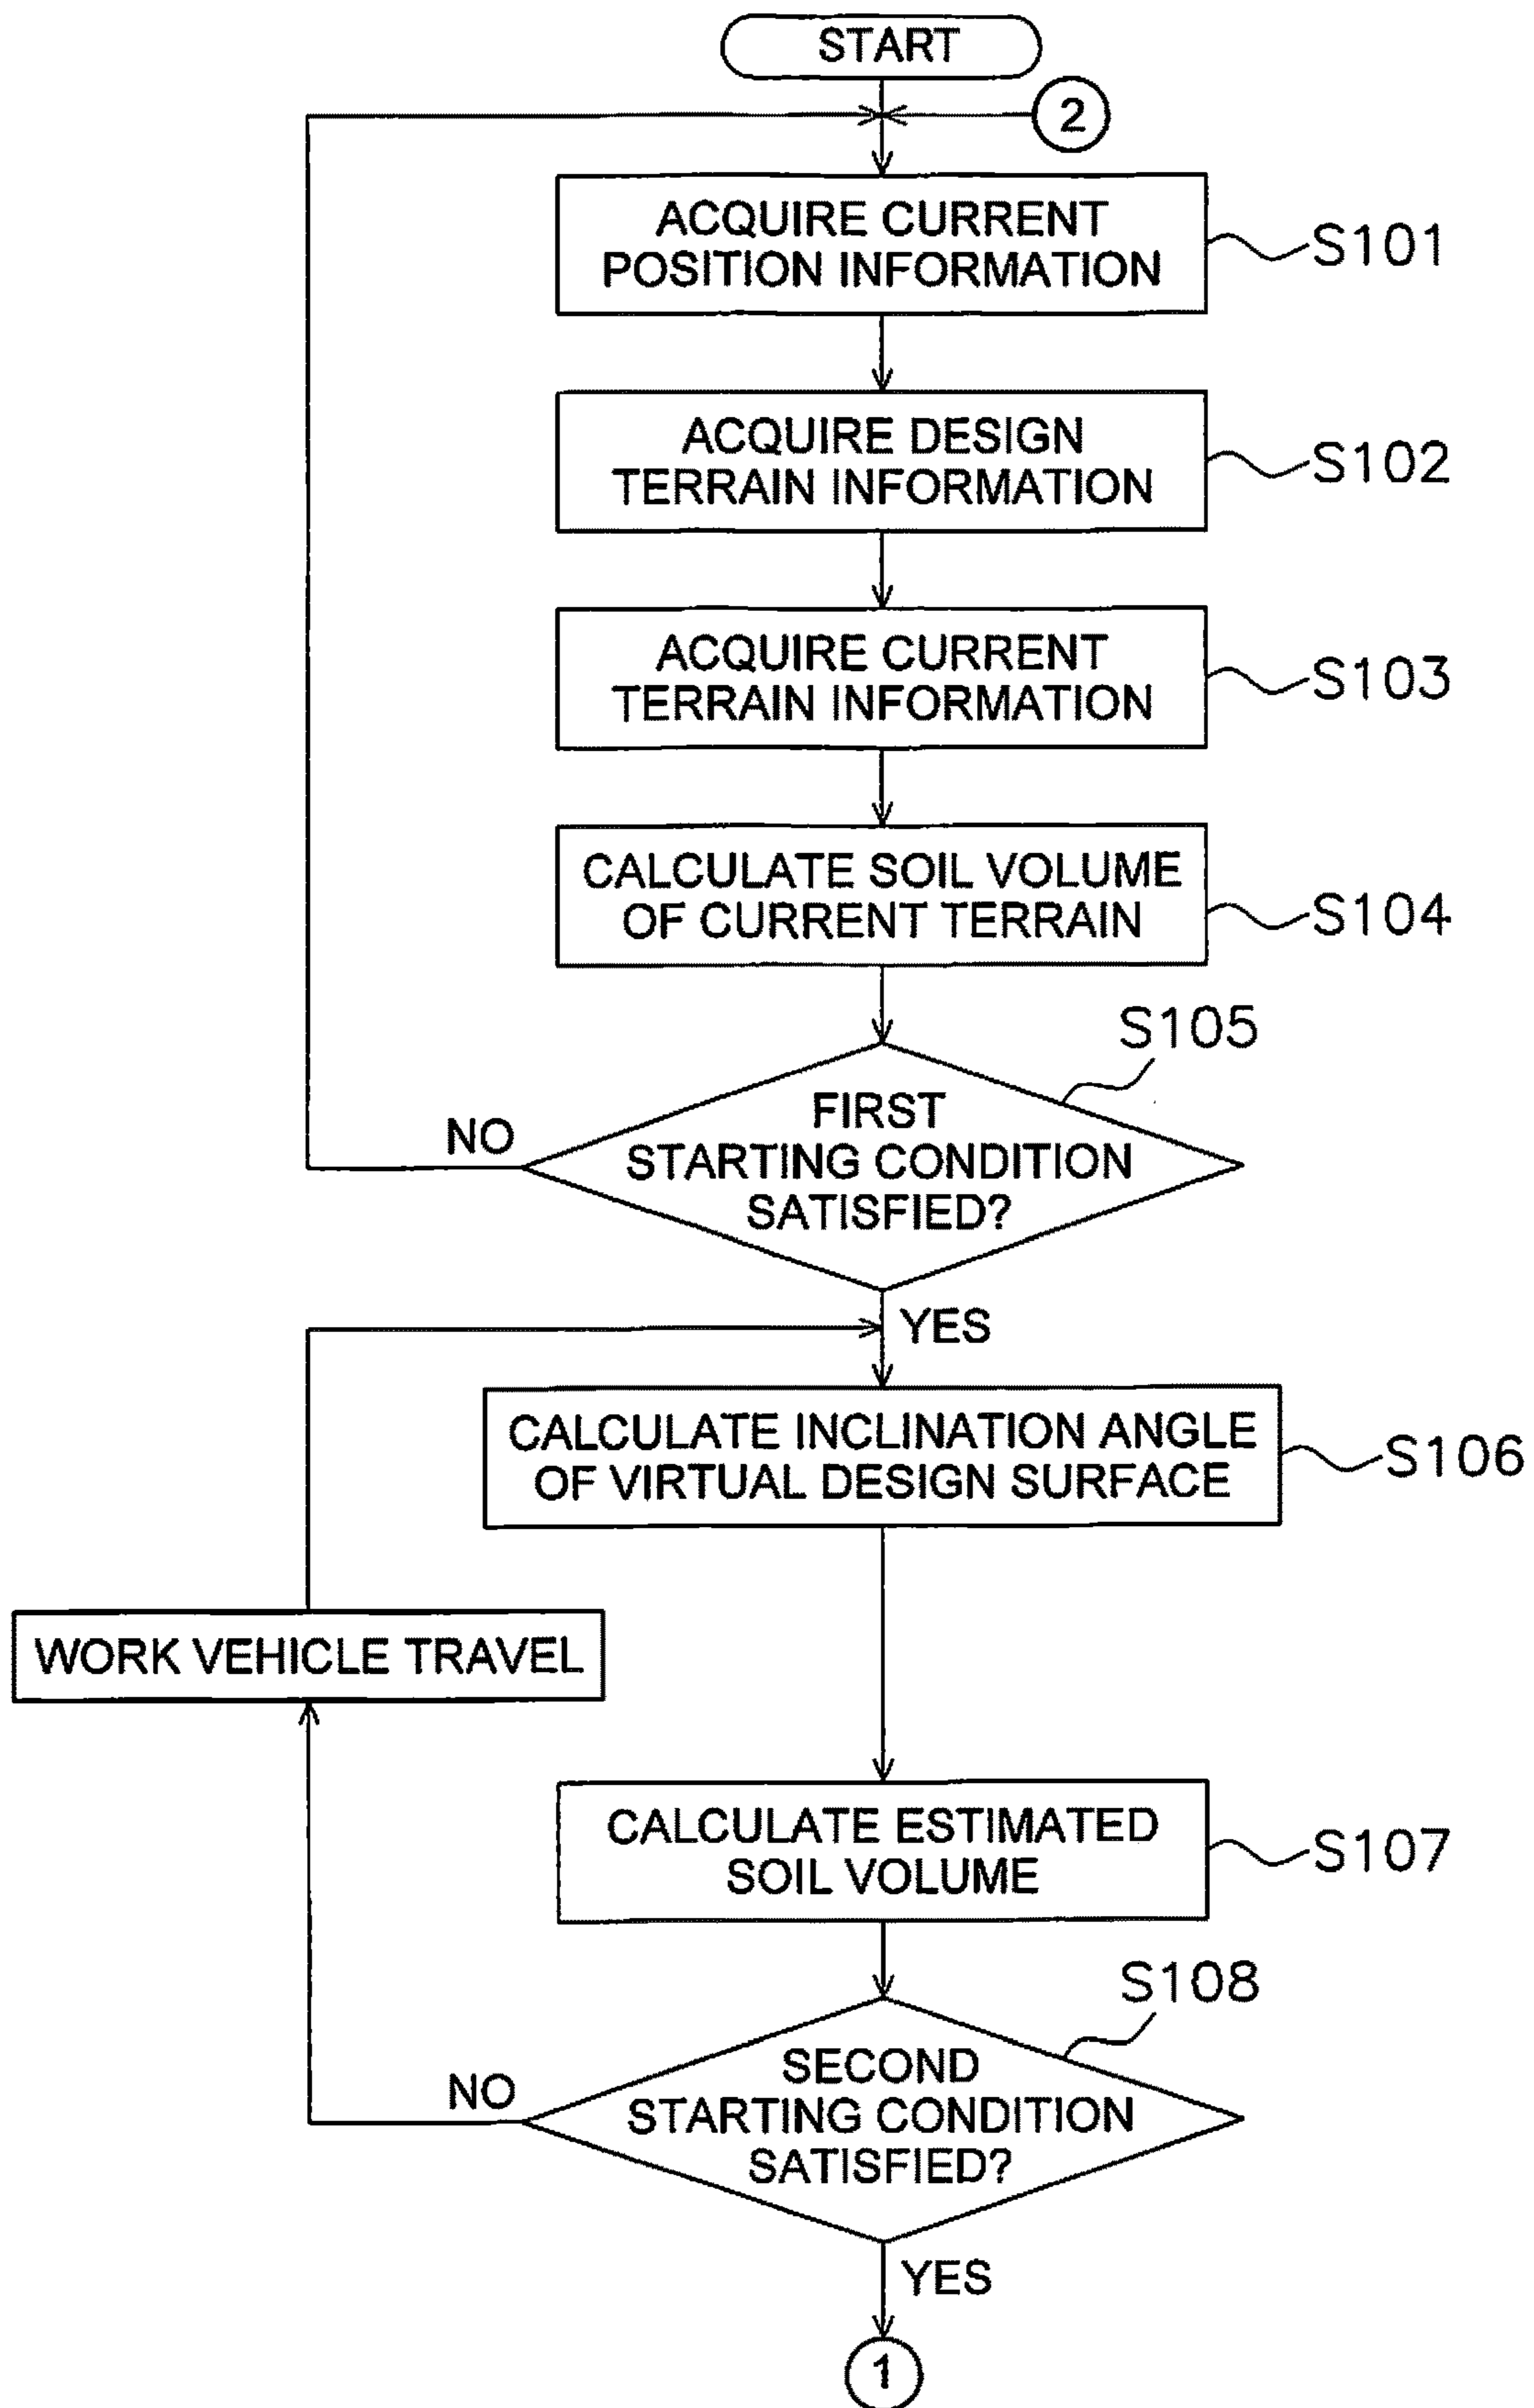 START
2
ACQUIRE CURRENT
POSITION INFORMATION
S101
ACQUIRE DESIGN
TERRAIN INFORMATION
S102
ACQUIRE CURRENT
TERRAIN INFORMATION
S103
CALCULATE SOIL VOLUME
OF CURRENT TERRAIN
S104
S105
FIRST
STARTING CONDITION
SATISFIED?
NO
YES
CALCULATE INCLINATION ANGLE
OF VIRTUAL DESIGN SURFACE
S106
WORK VEHICLE TRAVEL
CALCULATE ESTIMATED
SOIL VOLUME
S107
S108
SECOND
STARTING CONDITION
SATISFIED?
NO
YES
1